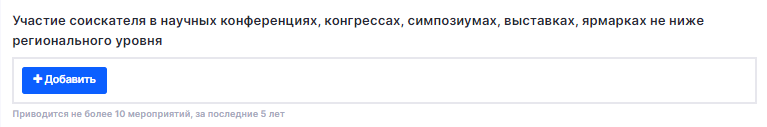 Участие соискателя в научных конференциях, конгрессах, симпозиумах, выставках, ярмарках не ниже
регионального уровня
+ Добавить
Приводится не более 10 мероприятий, за последние 5 лет